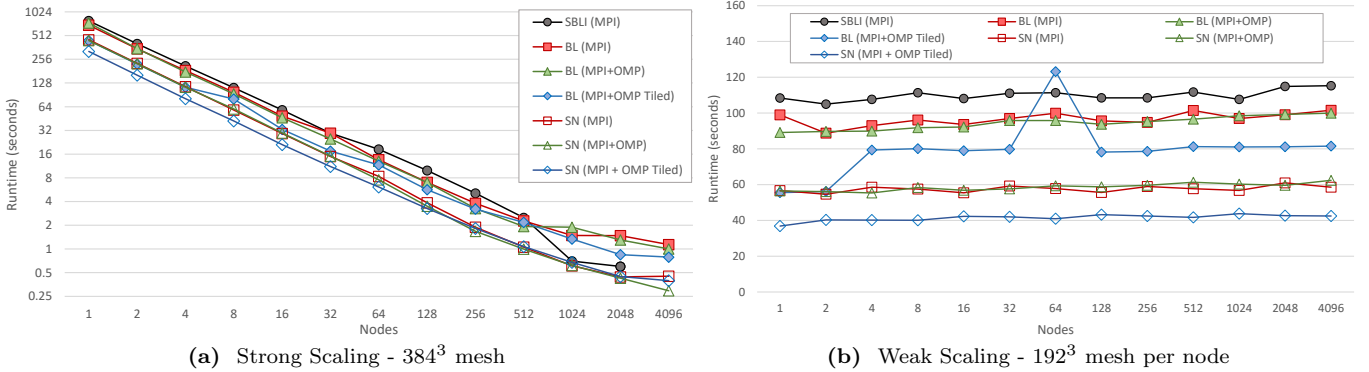 1024
512
256
128
64
32
16
8
4
2
1
0.5
0.25
Runtime (seconds)
SBLI (MPI)
BL (MPI)
BL (MPI+OMP)
BL (MPI+OMP Tiled)
SN (MPI)
SN (MPI+OMP)
SN (MPI + OMP Tiled)
1 2 4 8 16 32 64 128 256 512 1024 2048 4096
Nodes
(a) Strong Scaling - 384³ mesh
160
140
120
100
80
60
40
20
0
Runtime (seconds)
SBLI (MPI) BL (MPI) BL (MPI+OMP)
BL (MPI+OMP Tiled) SN (MPI) SN (MPI+OMP)
SN (MPI + OMP Tiled)
1 2 4 8 16 32 64 128 256 512 1024 2048 4096
Nodes
(b) Weak Scaling - 192³ mesh per node